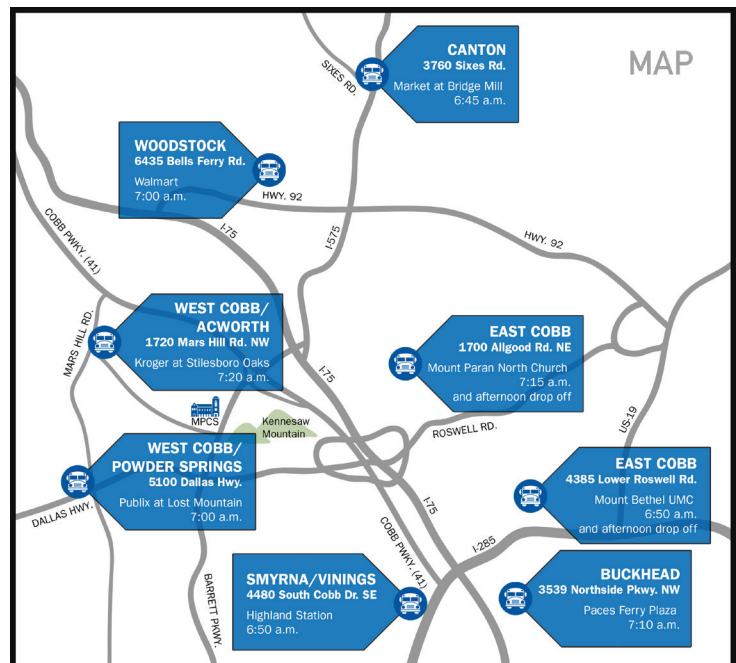 MAP
CANTON
3760 Sixes Rd.
Market at Bridge Mill
6:45 a.m.
SIXES RD.
WOODSTOCK
6435 Bells Ferry Rd.
Walmart
7:00 a.m.
HWY. 92
COBB PWKY. (41)
I-75
I-575
HWY. 92
WEST COBB/
ACWORTH
1720 Mars Hill Rd. NW
Kroger at Stilesboro Oaks
7:20 a.m.
MARS HILL RD.
EAST COBB
1700 Allgood Rd. NE
Mount Paran North Church
7:15 a.m.
and afternoon drop off
I-75
MPCS
Kennesaw
Mountain
ROSWELL RD.
US-19
WEST COBB/
POWDER SPRINGS
5100 Dallas Hwy.
Publix at Lost Mountain
7:00 a.m.
DALLAS HWY.
EAST COBB
4385 Lower Roswell Rd.
Mount Bethel UMC
6:50 a.m.
and afternoon drop off
I-75
I-285
COBB PWKY. (41)
BARRETT PKWY.
SMYRNA/VININGS
4480 South Cobb Dr. SE
Highland Station
6:50 a.m.
BUCKHEAD
3539 Northside Pkwy. NW
Paces Ferry Plaza
7:10 a.m.